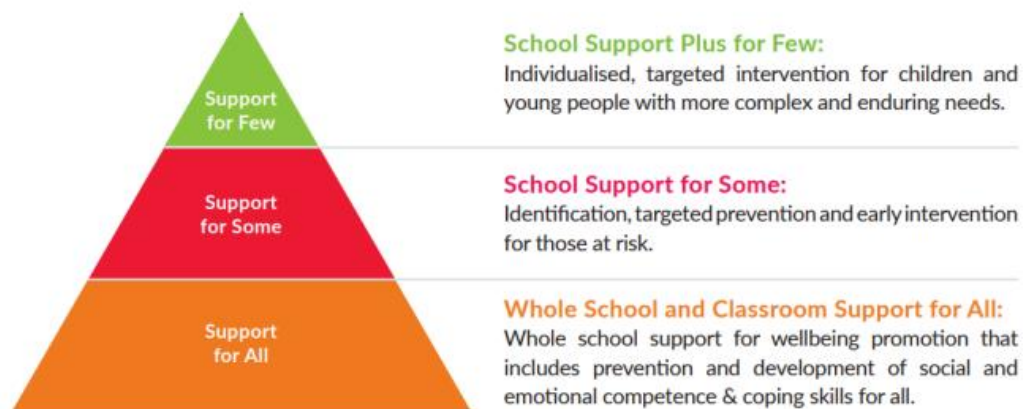 Support
for Few
School Support Plus for Few:
Individualised, targeted intervention for children and
young people with more complex and enduring needs.
Support
for Some
School Support for Some:
Identification, targeted prevention and early intervention
for those at risk.
Support
for All
Whole School and Classroom Support for All:
Whole school support for wellbeing promotion that
includes prevention and development of social and
emotional competence & coping skills for all.